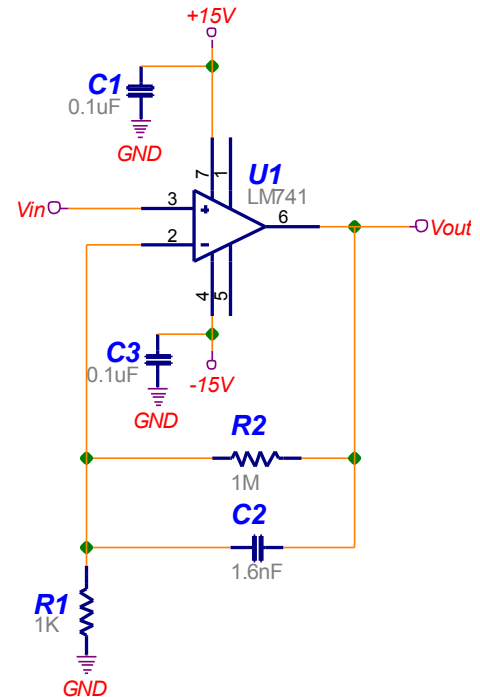 +15V
C1
0.1uF
GND
7
1
U1
LM741
Vin
3
+
6
Vout
2
-
4
5
C3
0.1uF
-15V
GND
R2
1M
C2
1.6nF
R1
1K
GND